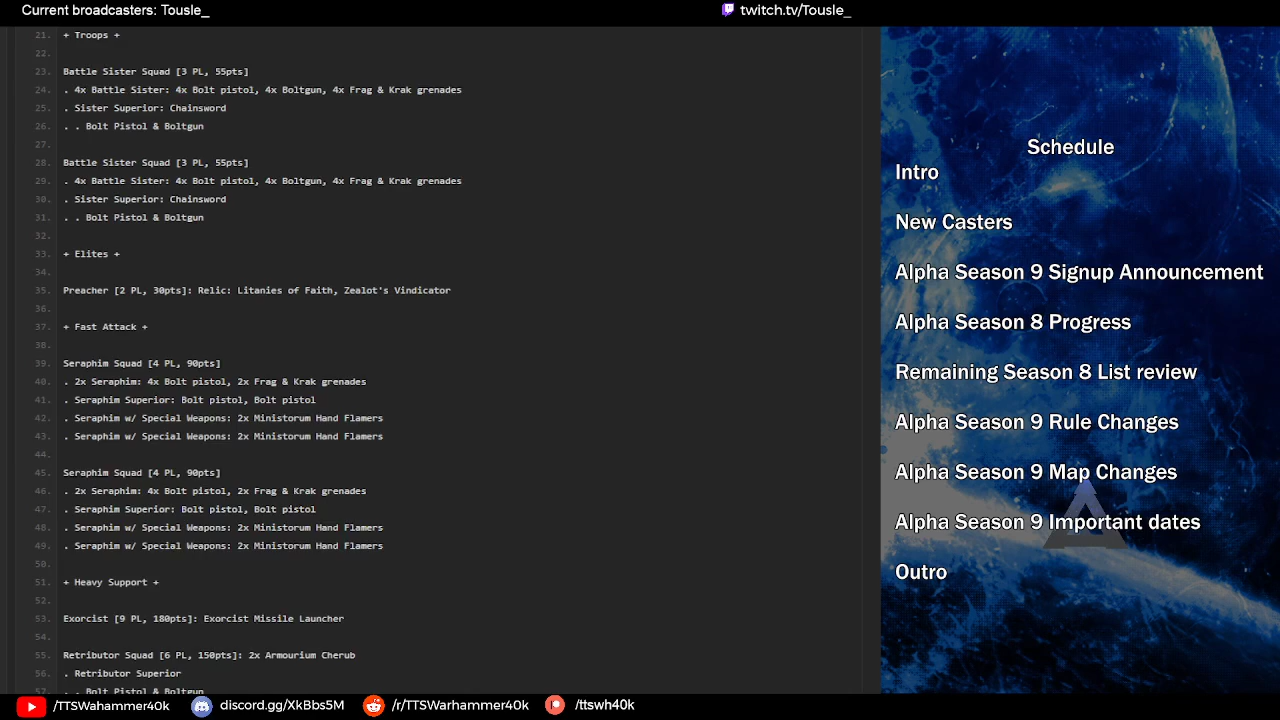 Current broadcasters: Tousle_
twitch.tv/Tousle_
21. + Troops +
22.
23. Battle Sister Squad [3 PL, 55pts]
24. . 4x Battle Sister: 4x Bolt pistol, 4x Boltgun, 4x Frag & Krak grenades
25. . Sister Superior: Chainsword
26. . . Bolt Pistol & Boltgun
27.
28. Battle Sister Squad [3 PL, 55pts]
29. . 4x Battle Sister: 4x Bolt pistol, 4x Boltgun, 4x Frag & Krak grenades
30. . Sister Superior: Chainsword
31. . . Bolt Pistol & Boltgun
32.
33. + Elites +
34.
35. Preacher [2 PL, 30pts]: Relic: Litanies of Faith, Zealot's Vindicator
36.
37. + Fast Attack +
38.
39. Seraphim Squad [4 PL, 90pts]
40. . 2x Seraphim: 4x Bolt pistol, 2x Frag & Krak grenades
41. . Seraphim Superior: Bolt pistol, Bolt pistol
42. . Seraphim w/ Special Weapons: 2x Ministorum Hand Flamers
43. . Seraphim w/ Special Weapons: 2x Ministorum Hand Flamers
44.
45. Seraphim Squad [4 PL, 90pts]
46. . 2x Seraphim: 4x Bolt pistol, 2x Frag & Krak grenades
47. . Seraphim Superior: Bolt pistol, Bolt pistol
48. . Seraphim w/ Special Weapons: 2x Ministorum Hand Flamers
49. . Seraphim w/ Special Weapons: 2x Ministorum Hand Flamers
50.
51. + Heavy Support +
52.
53. Exorcist [9 PL, 180pts]: Exorcist Missile Launcher
54.
55. Retributor Squad [6 PL, 150pts]: 2x Armourium Cherub
56. . Retributor Superior
57. . . Bolt Pistol & Boltgun
Schedule
Intro
New Casters
Alpha Season 9 Signup Announcement
Alpha Season 8 Progress
Remaining Season 8 List review
Alpha Season 9 Rule Changes
Alpha Season 9 Map Changes
Alpha Season 9 Important dates
Outro
/TTSWahammer40k
discord.gg/XkBbs5M
/r/TTSWarhammer40k
/ttswh40k